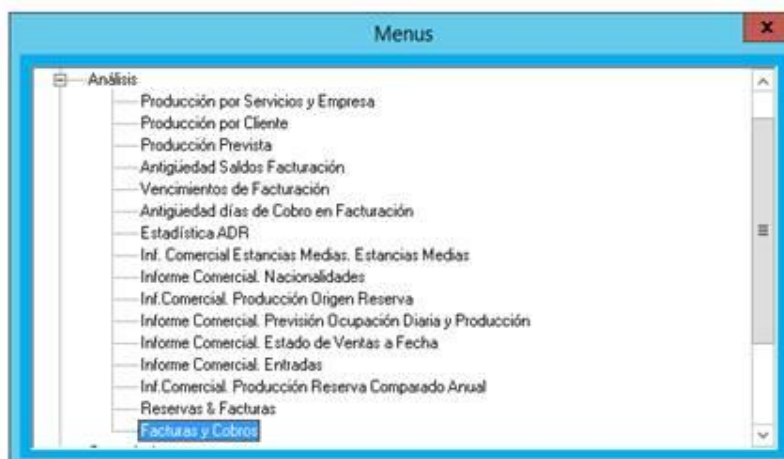 Menus
x
Análisis
Producción por Servicios y Empresa
Producción por Cliente
Producción Prevista
Antigüedad Saldos Facturación
Vencimientos de Facturación
Antigüedad días de Cobro en Facturación
Estadística ADR
Inf. Comercial Estancias Medias. Estancias Medias
Informe Comercial. Nacionalidades
Inf.Comercial. Producción Origen Reserva
Informe Comercial. Previsión Ocupación Diaria y Producción
Informe Comercial. Estado de Ventas a Fecha
Informe Comercial. Entradas
Inf.Comercial. Producción Reserva Comparado Anual
Reservas & Facturas
Facturas y Cobros